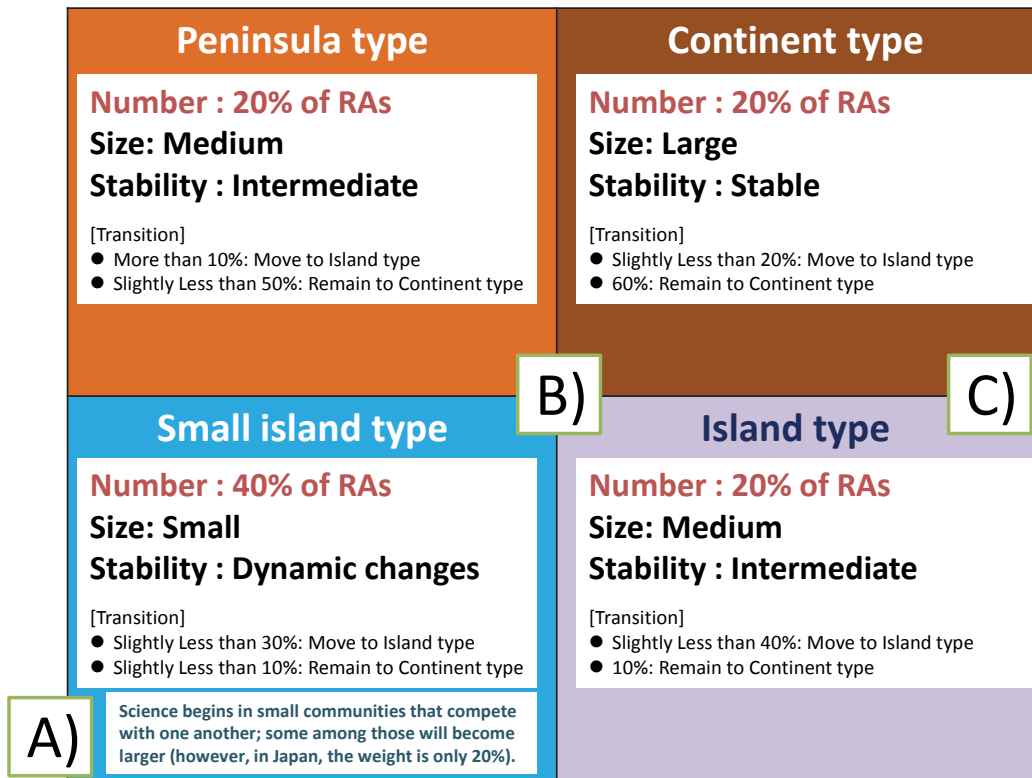 Peninsula type
Number : 20% of RAs
Size: Medium
Stability : Intermediate
[Transition]
● More than 10%: Move to Island type
● Slightly Less than 50%: Remain to Continent type
Continent type
Number : 20% of RAs
Size: Large
Stability : Stable
[Transition]
● Slightly Less than 20%: Move to Island type
● 60%: Remain to Continent type
B)
C)
Small island type
Number : 40% of RAs
Size: Small
Stability : Dynamic changes
[Transition]
● Slightly Less than 30%: Move to Island type
● Slightly Less than 10%: Remain to Continent type
A)
Science begins in small communities that compete
with one another; some among those will become
larger (however, in Japan, the weight is only 20%).
Island type
Number : 20% of RAs
Size: Medium
Stability : Intermediate
[Transition]
● Slightly Less than 40%: Move to Island type
● 10%: Remain to Continent type